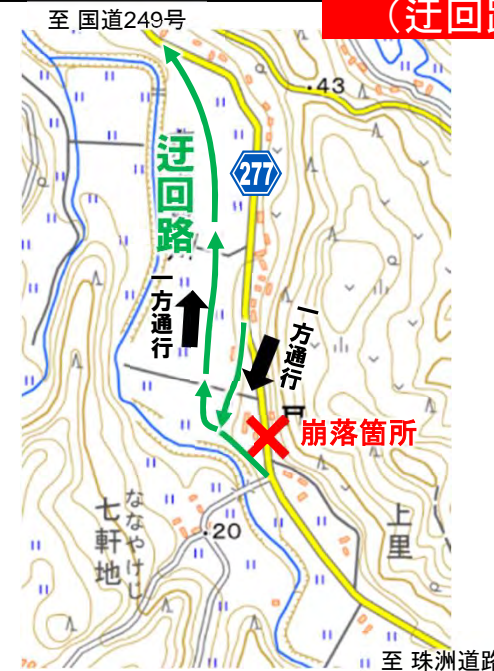 至 国道249号
（迂回路
・43
277
迂回路
一方通行
一方通行
崩落箇所
ななやけじ
七軒地
・20
上里
至 珠洲道路